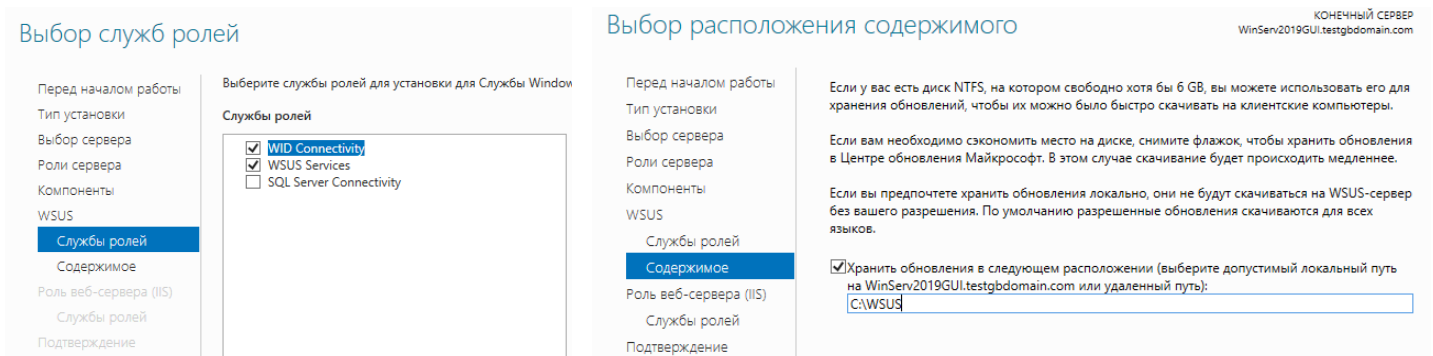 Выбор служб ролей
Перед началом работы
Тип установки
Выбор сервера
Роли сервера
Компоненты
WSUS
Службы ролей
Содержимое
Роль веб-сервера (IIS)
Службы ролей
Подтверждение
Выберите службы ролей для установки для Службы Window
Службы ролей
WID Connectivity
WSUS Services
SQL Server Connectivity
Выбор расположения содержимого
КОНЕЧНЫЙ СЕРВЕР
WinServ2019GUI.testgbdomain.com
Перед началом работы
Тип установки
Выбор сервера
Роли сервера
Компоненты
WSUS
Службы ролей
Содержимое
Роль веб-сервера (IIS)
Службы ролей
Подтверждение
Если у вас есть диск NTFS, на котором свободно хотя бы 6 GB, вы можете использовать его для
хранения обновлений, чтобы их можно было быстро скачивать на клиентские компьютеры.
Если вам необходимо сэкономить место на диске, снимите флажок, чтобы хранить обновления
в Центре обновления Майкрософт. В этом случае скачивание будет происходить медленнее.
Если вы предпочтете хранить обновления локально, они не будут скачиваться на WSUS-сервер
без вашего разрешения. По умолчанию разрешенные обновления скачиваются для всех
языков.
Хранить обновления в следующем расположении (выберите допустимый локальный путь
на WinServ2019GUI.testgbdomain.com или удаленный путь):
C:\WSUS